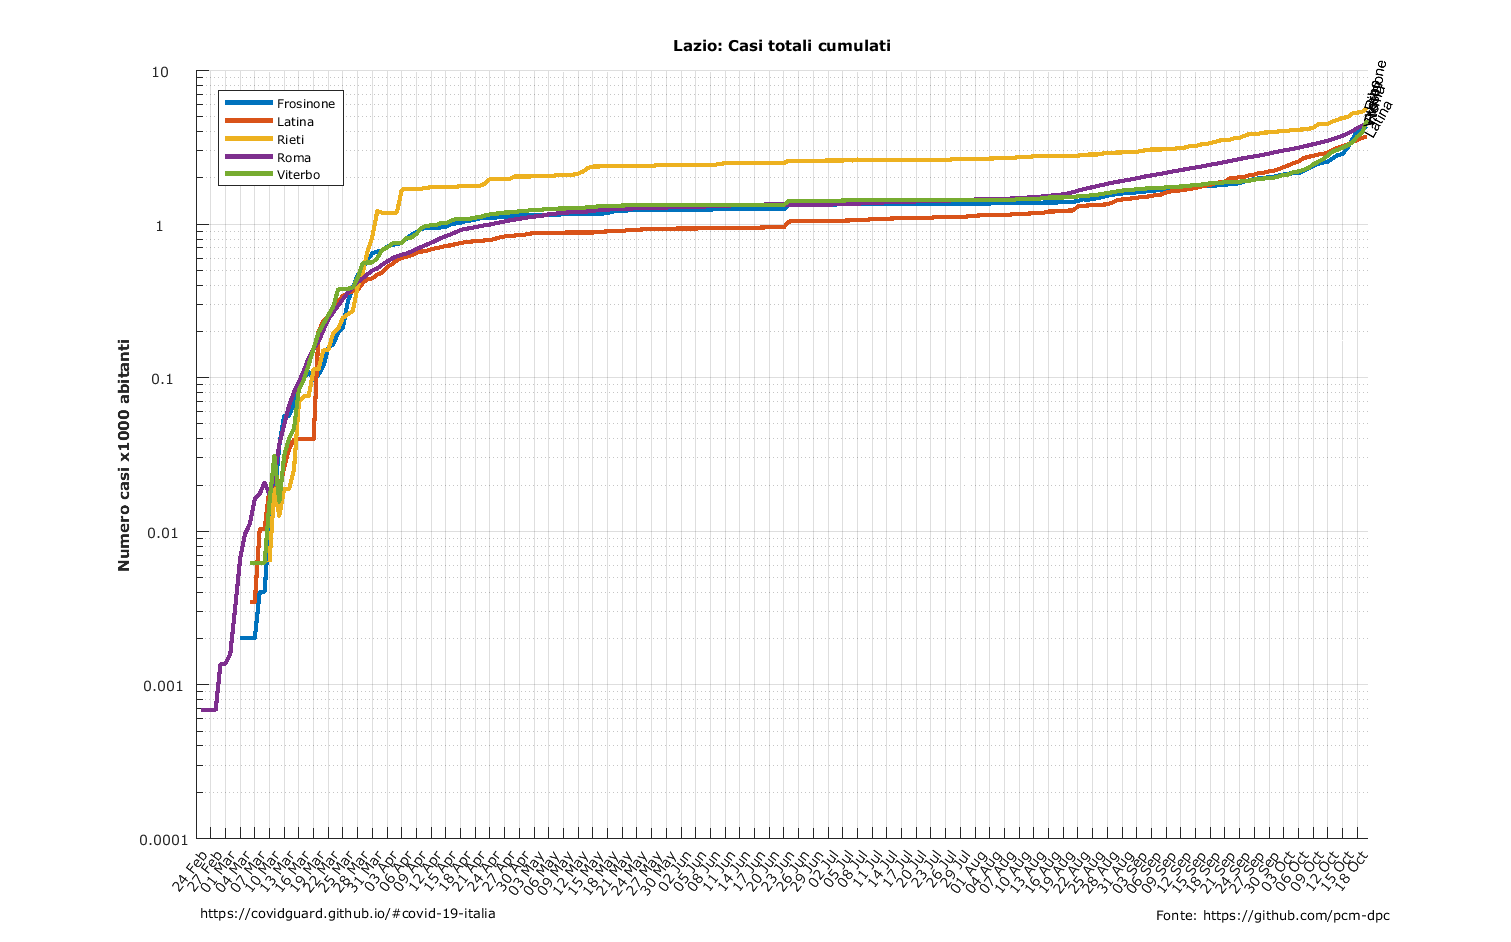 Lazio: Casi totali cumulati
10
1
0.1
0.01
0.001
0.0001
Numero casi x1000 abitanti
Frosinone
Latina
Rieti
Roma
Viterbo
Latina
24 Feb
27 Feb
01 Mar
04 Mar
07 Mar
10 Mar
13 Mar
16 Mar
19 Mar
22 Mar
25 Mar
28 Mar
31 Mar
03 Apr
06 Apr
09 Apr
12 Apr
15 Apr
18 Apr
21 Apr
24 Apr
27 Apr
30 Apr
03 May
06 May
09 May
12 May
15 May
18 May
21 May
24 May
27 May
30 May
02 Jun
05 Jun
08 Jun
11 Jun
14 Jun
17 Jun
20 Jun
23 Jun
26 Jun
29 Jun
02 Jul
05 Jul
08 Jul
11 Jul
14 Jul
17 Jul
20 Jul
23 Jul
26 Jul
29 Jul
01 Aug
04 Aug
07 Aug
10 Aug
13 Aug
16 Aug
19 Aug
22 Aug
25 Aug
28 Aug
31 Aug
03 Sep
06 Sep
09 Sep
12 Sep
15 Sep
18 Sep
21 Sep
24 Sep
27 Sep
30 Sep
03 Oct
06 Oct
09 Oct
12 Oct
15 Oct
18 Oct
https://covidguard.github.io/#covid-19-italia
Fonte: https://github.com/pcm-dpc